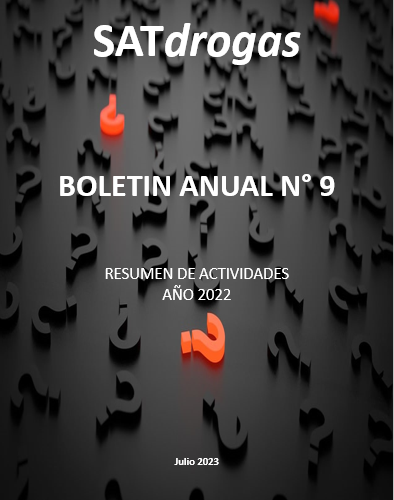 SATdrogas
BOLETIN ANUAL N° 9
RESUMEN DE ACTIVIDADES
AÑO 2022
Julio 2023